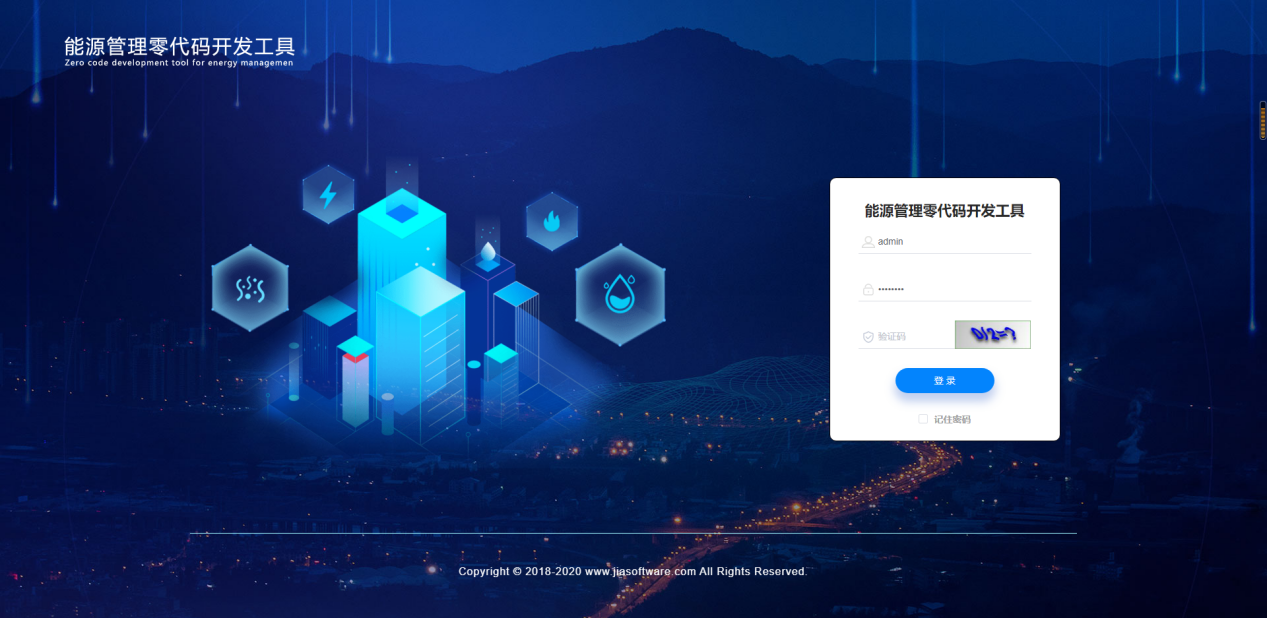 能源管理零代码开发工具
Zero code development tool for energy managemen
能源管理零代码开发工具
admin
••••••••
验证码
登 录
记住密码
Copyright © 2018-2020 www.jiasoftware.com All Rights Reserved.